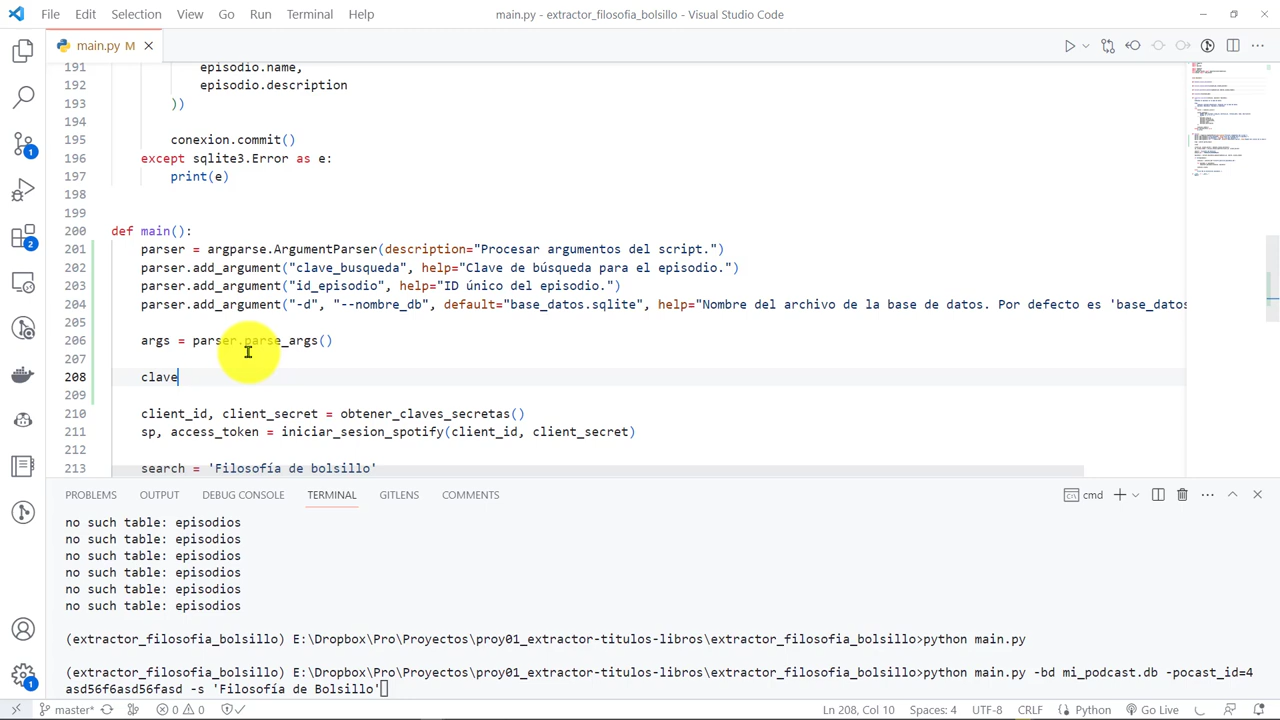 File Edit Selection View Go Run Terminal Help
main.py - extractor_filosofia_bolsillo - Visual Studio Code
main.py M
191 episodio.name,
192 episodio.description
193 ))
194
195 conexion.commit()
196 except sqlite3.Error as e:
197 print(e)
198
199
200 def main():
201 parser = argparse.ArgumentParser(description="Procesar argumentos del script.")
202 parser.add_argument("clave_busqueda", help="Clave de búsqueda para el episodio.")
203 parser.add_argument("id_episodio", help="ID único del episodio.")
204 parser.add_argument("-d", "--nombre_db", default="base_datos.sqlite", help="Nombre del archivo de la base de datos. Por defecto es 'base_datos
205
206 args = parser.parse_args()
207
208 clave
209
210 client_id, client_secret = obtener_claves_secretas()
211 sp, access_token = iniciar_sesion_spotify(client_id, client_secret)
212
213 search = 'Filosofía de bolsillo'
PROBLEMS OUTPUT DEBUG CONSOLE TERMINAL GITLENS COMMENTS
cmd
no such table: episodios
no such table: episodios
no such table: episodios
no such table: episodios
no such table: episodios
no such table: episodios
(extractor_filosofia_bolsillo) E:\Dropbox\Pro\Proyectos\proy01_extractor-titulos-libros\extractor_filosofia_bolsillo>python main.py
(extractor_filosofia_bolsillo) E:\Dropbox\Pro\Proyectos\proy01_extractor-titulos-libros\extractor_filosofia_bolsillo>python main.py -bd mi_podcast.db -pocast_id=4
asd56f6asd56fasd -s 'Filosofía de Bolsillo'
1
2
1
master* 0 0 Ln 208, Col 10 Spaces: 4 UTF-8 CRLF Python Go Live